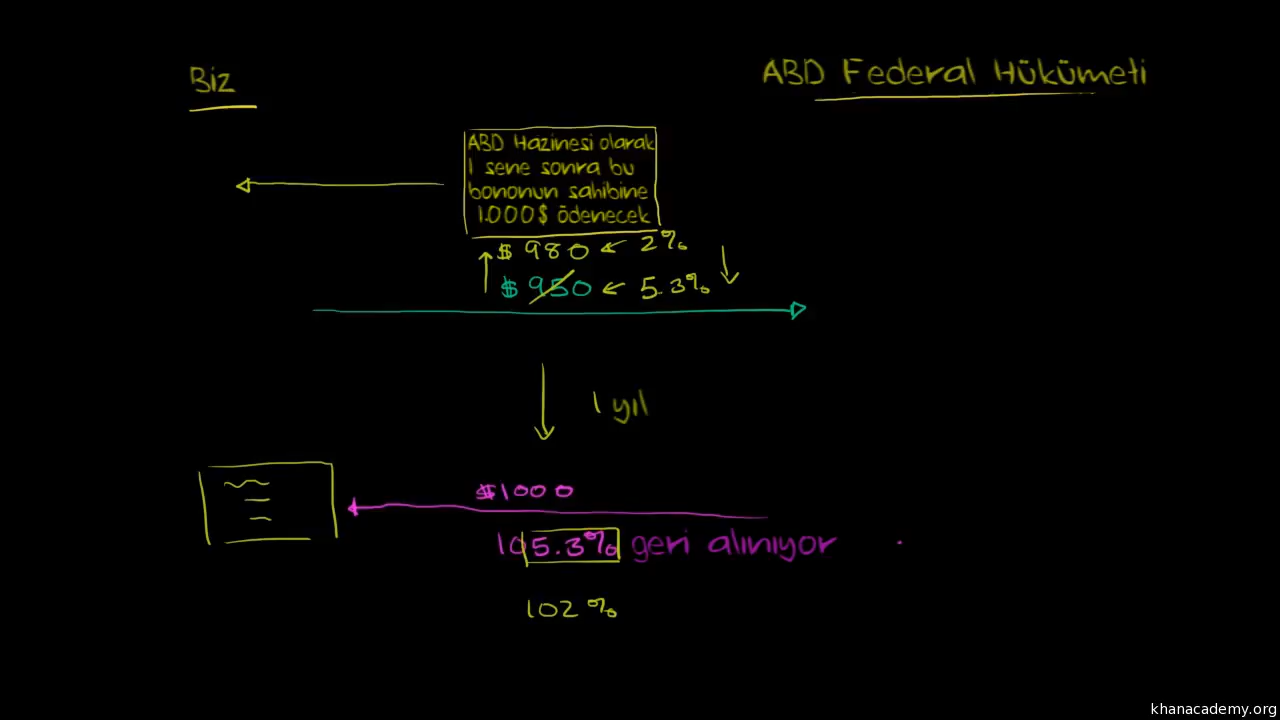 Biz
ABD Federal Hükümeti
ABD Hazinesi olarak
1 sene sonra bu
bononun sahibine
1.000$ ödenecek
$ 980 ← 2%
$ 950 ← 5.3%
1 yıl
$1000
105.3% geri alınıyor
102%
khanacademy.org